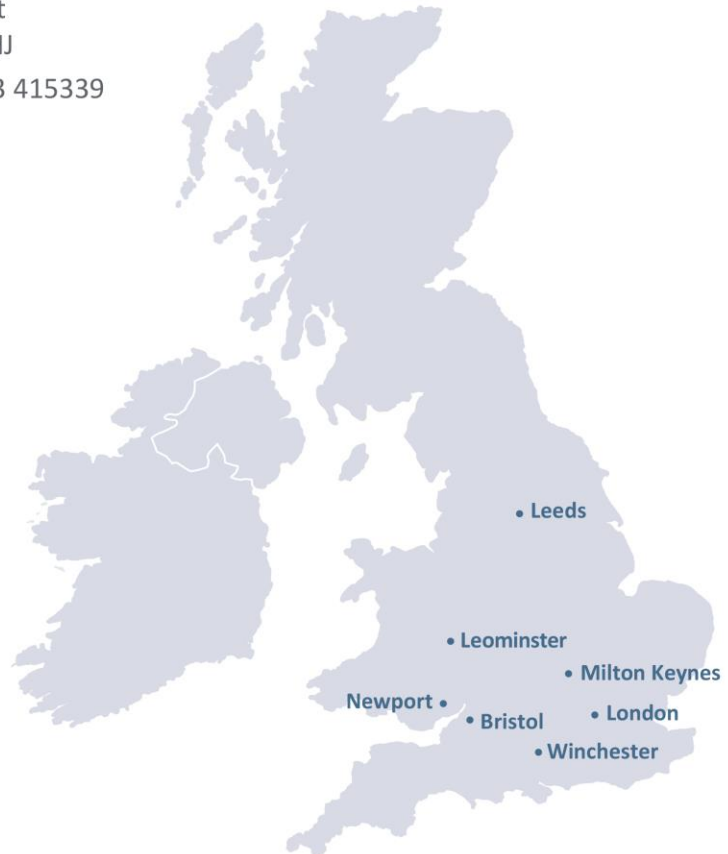 t
IJ
3 415339
Leeds
Leominster
Milton Keynes
Newport
London
Bristol
Winchester